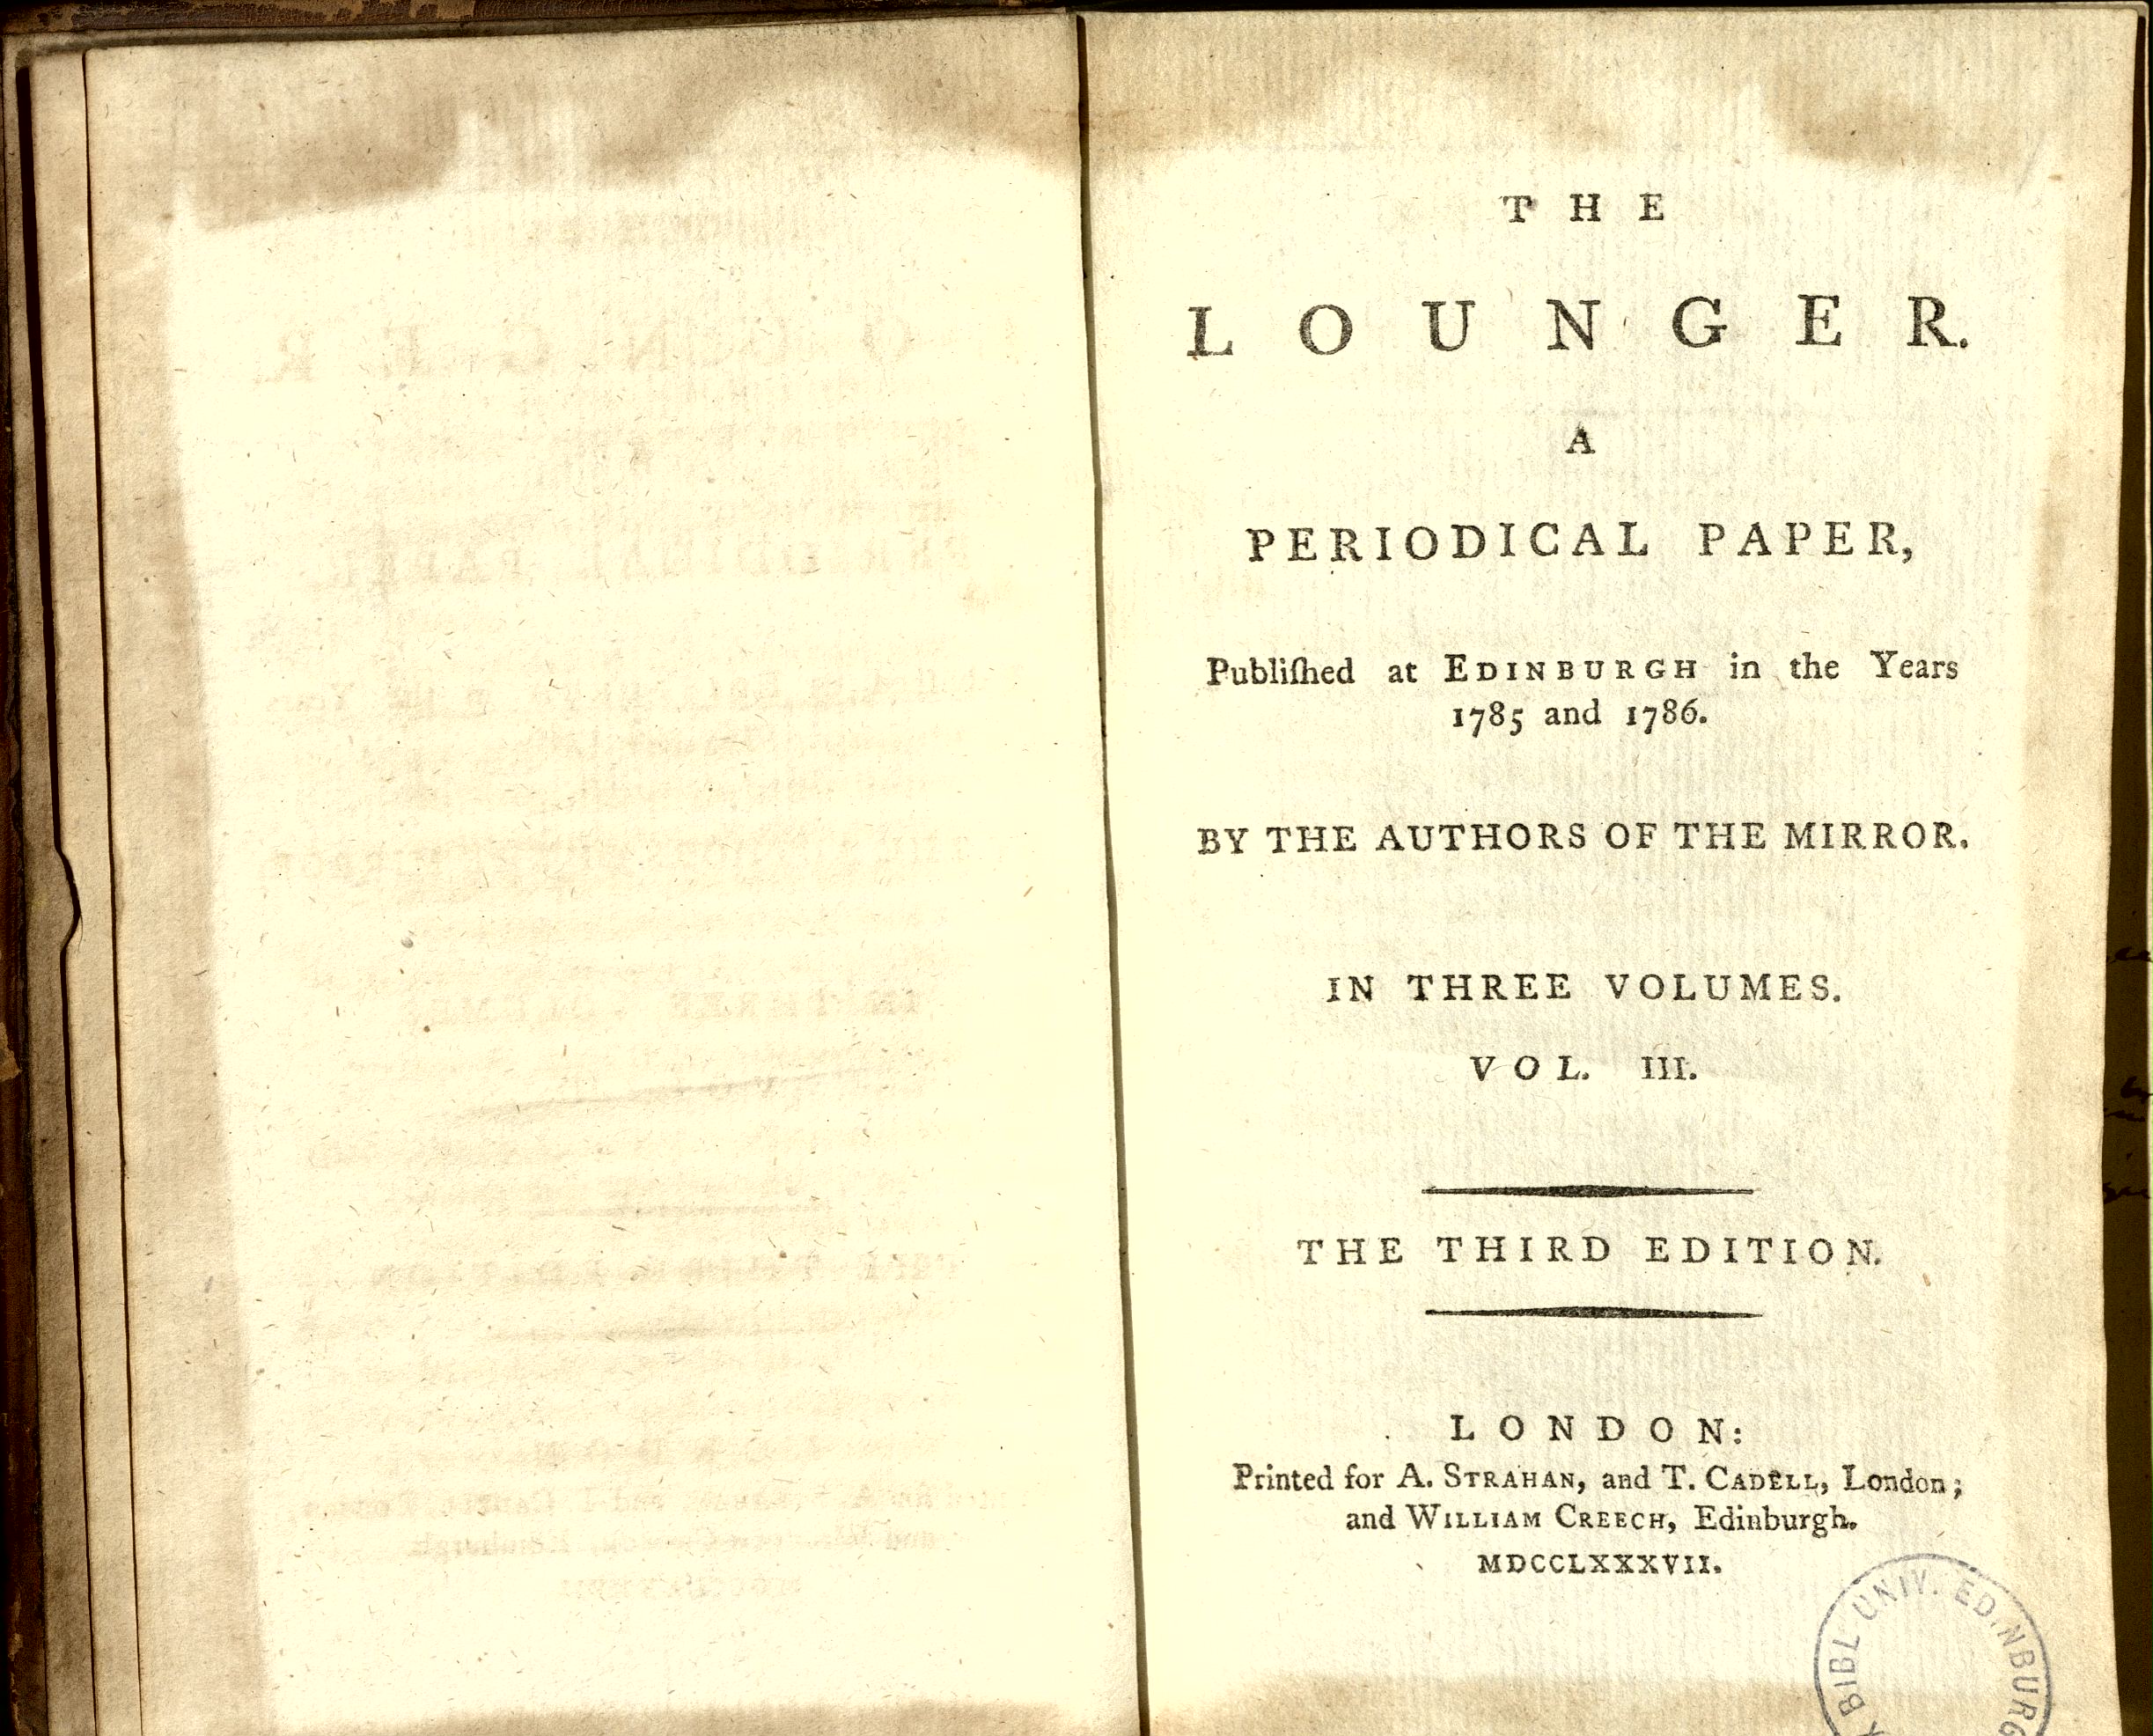 THE
LOUNGER.
A
PERIODICAL PAPER,
Publiſhed at EDINBURGH in the Years
1785 and 1786.
BY THE AUTHORS OF THE MIRROR.
IN THREE VOLUMES.
VOL. III.
THE THIRD EDITION.
LONDON:
Printed for A. STRAHAN, and T. CADELL, London;
and WILLIAM CREECH, Edinburgh.
MDCCLXXXVII.
BIBL UNIV. EDINBURG